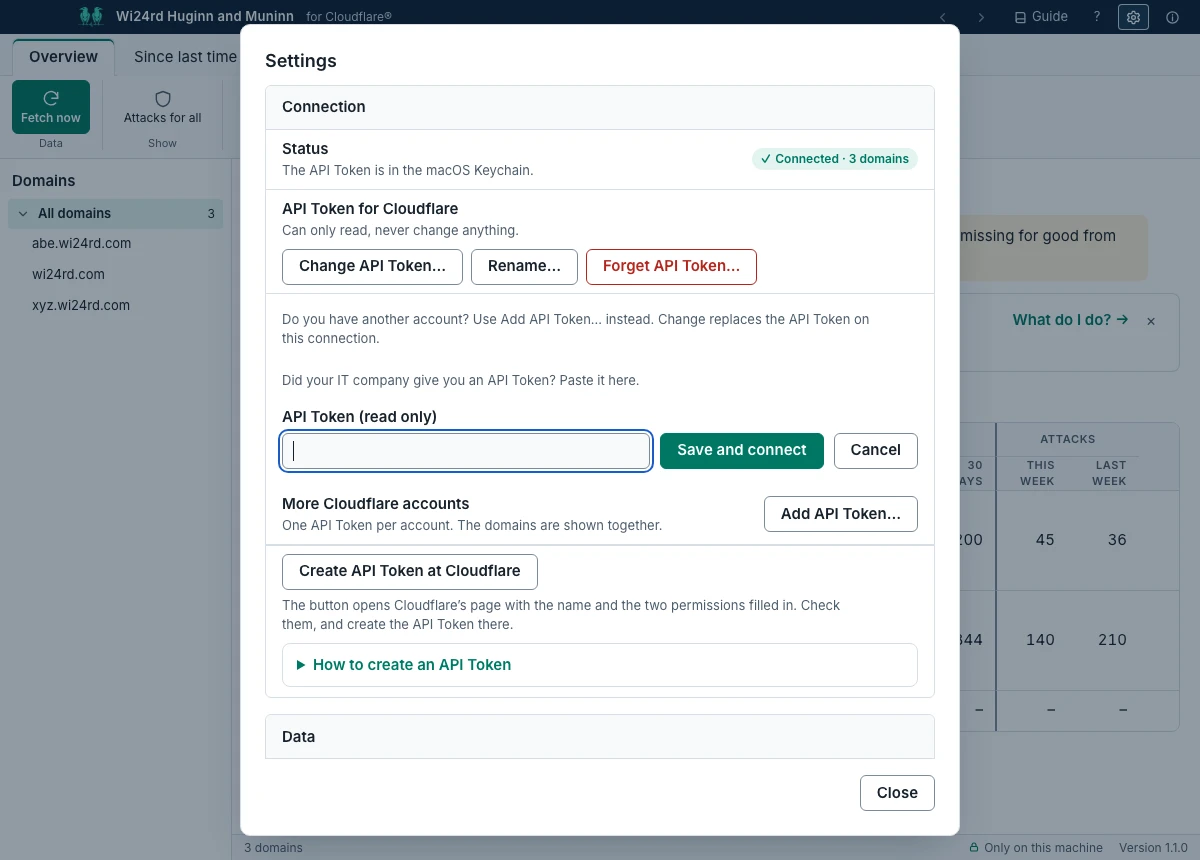 Wi24rd Huginn and Muninn for Cloudflare®
Guide ?
Overview
Since last time
Fetch now
Data
Attacks for all
Show
Domains
All domains 3
abe.wi24rd.com
wi24rd.com
xyz.wi24rd.com
Settings
Connection
Status
The API Token is in the macOS Keychain.
✓ Connected · 3 domains
API Token for Cloudflare
Can only read, never change anything.
Change API Token…
Rename…
Forget API Token…
Do you have another account? Use Add API Token… instead. Change replaces the API Token on
this connection.
Did your IT company give you an API Token? Paste it here.
API Token (read only)
Save and connect
Cancel
More Cloudflare accounts
One API Token per account. The domains are shown together.
Add API Token…
Create API Token at Cloudflare
The button opens Cloudflare’s page with the name and the two permissions filled in. Check
them, and create the API Token there.
How to create an API Token
Data
Close
missing for good from
What do I do? → ×
ATTACKS
30 THIS LAST
WEEK WEEK
45 36
140 210
– – –
3 domains
Only on this machine Version 1.1.0